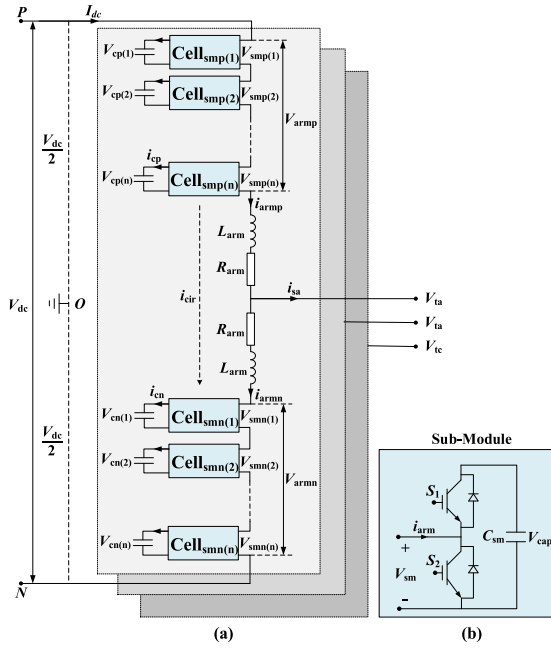 P
I_dc
V_cp(1)
Cell_smp(1)
V_smp(1)
V_cp(2)
Cell_smp(2)
V_smp(2)
V_armp
V_dc
2
i_cp
V_cp(n)
Cell_smp(n)
V_smp(n)
i_armp
L_arm
R_arm
i_cir
i_sa
V_ta
V_dc
O
V_ta
R_arm
V_tc
L_arm
i_cn
i_armn
V_cn(1)
Cell_smn(1)
V_smn(1)
V_dc
2
V_cn(2)
Cell_smn(2)
V_smn(2)
V_armn
V_cn(n)
Cell_smn(n)
V_smn(n)
N
(a)
Sub-Module
S_1
i_arm
+
C_sm
V_cap
V_sm
S_2
-
(b)